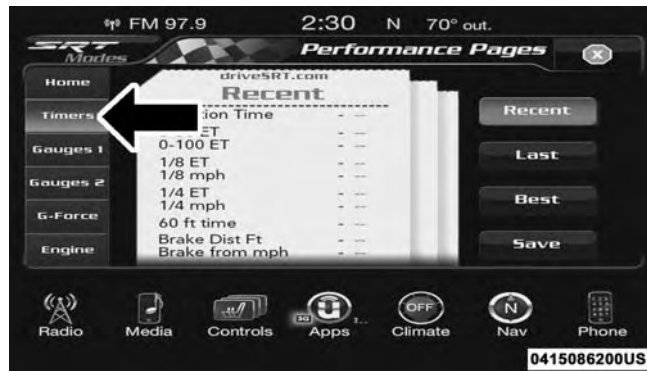 FM 97.9 2:30 N 70° out.
SRT Modes Performance Pages X
Home
Timers
Gauges 1
Gauges 2
G-Force
Engine
driveSRT.com
Recent
Time - --
ET - --
0-100 ET - --
1/8 ET
1/8 mph - --
1/4 ET
1/4 mph - --
60 ft time - --
Brake Dist Ft
Brake from mph - --
Recent
Last
Best
Save
3G OFF N
Radio Media Controls Apps Climate Nav Phone
0415086200US